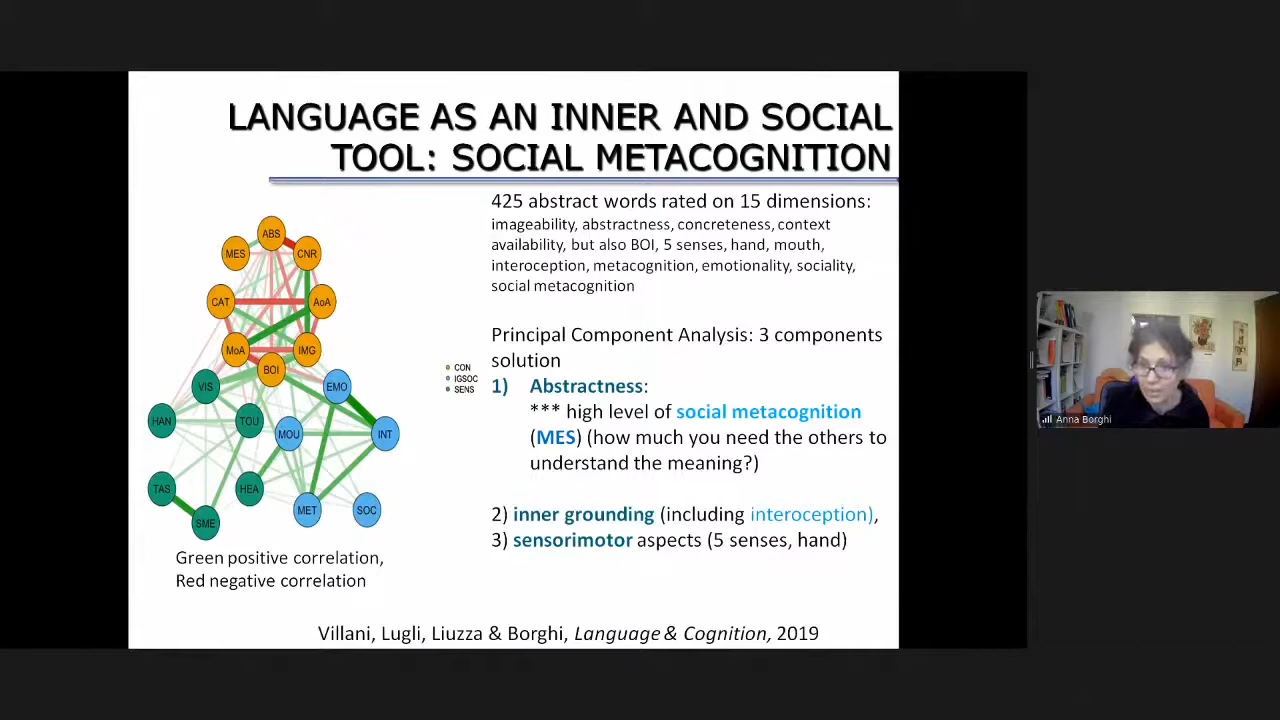 LANGUAGE AS AN INNER AND SOCIAL
TOOL: SOCIAL METACOGNITION
425 abstract words rated on 15 dimensions:
imageability, abstractness, concreteness, context
availability, but also BOI, 5 senses, hand, mouth,
interoception, metacognition, emotionality, sociality,
social metacognition
Principal Component Analysis: 3 components
solution
1) Abstractness:
*** high level of social metacognition
(MES) (how much you need the others to
understand the meaning?)
2) inner grounding (including interoception),
3) sensorimotor aspects (5 senses, hand)
ABS
MES
CNR
CAT
AoA
MoA
IMG
BOI
VIS
EMO
HAN
TOU
MOU
INT
TAS
HEA
SME
MET
SOC
CON
IGSOC
SENS
Green positive correlation,
Red negative correlation
Villani, Lugli, Liuzza & Borghi, Language & Cognition, 2019
Anna Borghi